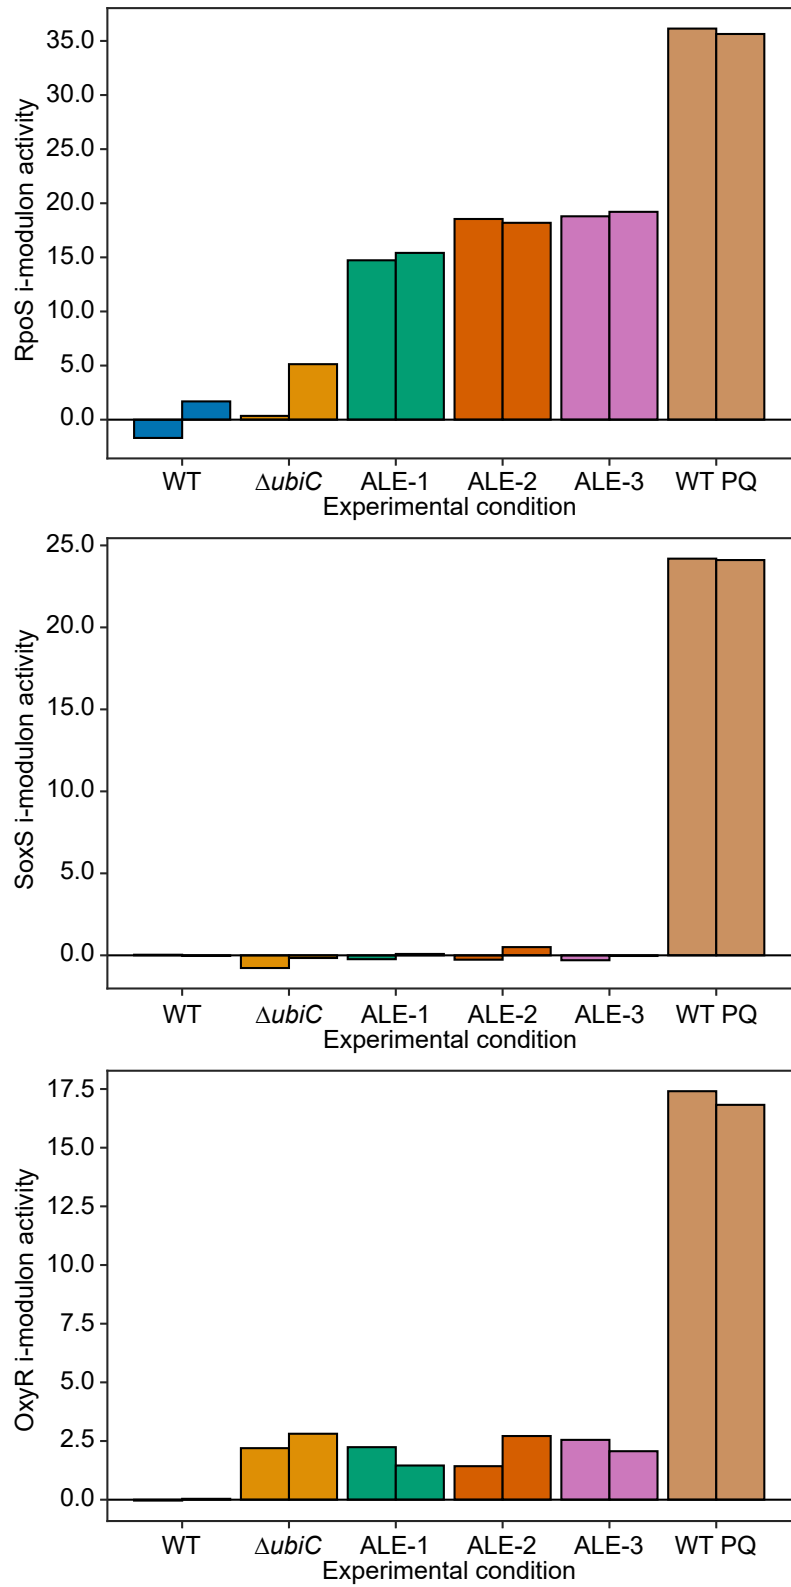 RpoS i-modulon activity
35.0
30.0
25.0
20.0
15.0
10.0
5.0
0.0
WT ΔubiC ALE-1 ALE-2 ALE-3 WT PQ
Experimental condition
SoxS i-modulon activity
25.0
20.0
15.0
10.0
5.0
0.0
WT ΔubiC ALE-1 ALE-2 ALE-3 WT PQ
Experimental condition
OxyR i-modulon activity
17.5
15.0
12.5
10.0
7.5
5.0
2.5
0.0
WT ΔubiC ALE-1 ALE-2 ALE-3 WT PQ
Experimental condition